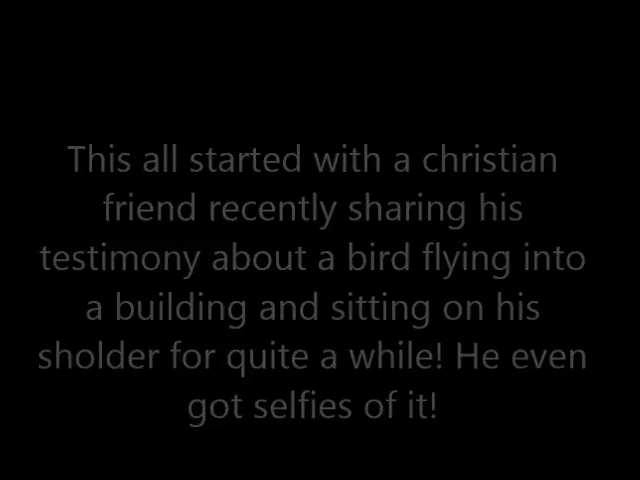 This all started with a christian
friend recently sharing his
testimony about a bird flying into
a building and sitting on his
sholder for quite a while! He even
got selfies of it!